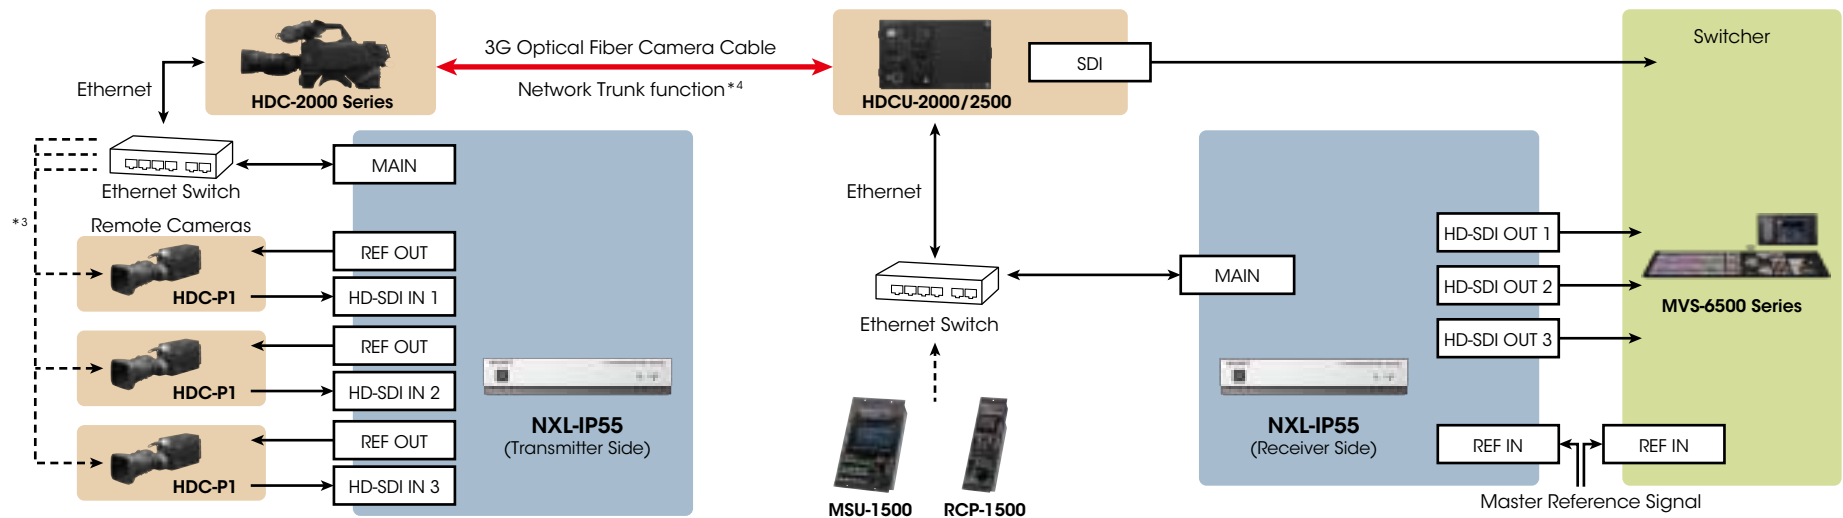 3G Optical Fiber Camera Cable
Network Trunk function*4
HDC-2000 Series
HDCU-2000/2500
SDI
Switcher
Ethernet
Ethernet Switch
MAIN
*3
Remote Cameras
HDC-P1
REF OUT
HD-SDI IN 1
HDC-P1
REF OUT
HD-SDI IN 2
HDC-P1
REF OUT
HD-SDI IN 3
NXL-IP55
(Transmitter Side)
Ethernet
Ethernet Switch
MSU-1500
RCP-1500
MAIN
NXL-IP55
(Receiver Side)
HD-SDI OUT 1
HD-SDI OUT 2
HD-SDI OUT 3
MVS-6500 Series
REF IN
REF IN
Master Reference Signal